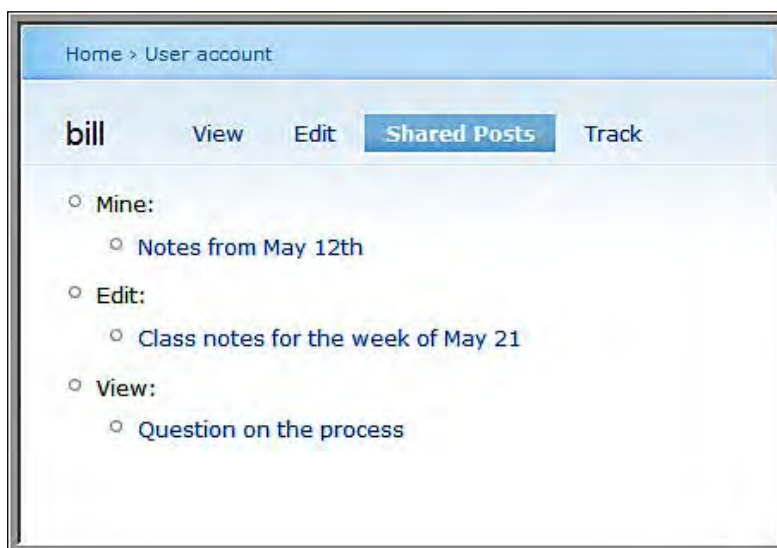 Home › User account
bill View Edit Shared Posts Track
Mine:
Notes from May 12th
Edit:
Class notes for the week of May 21
View:
Question on the process